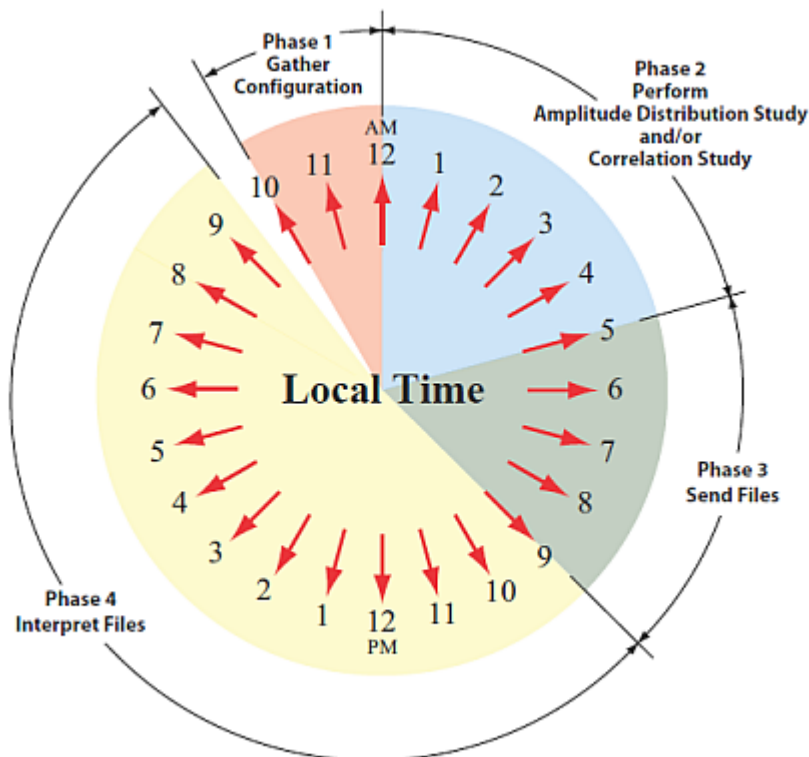 Phase 1
Gather
Configuration
Phase 2
Perform
Amplitude Distribution Study
and/or
Correlation Study
AM
12
1
2
3
4
5
6
7
8
9
10
11
12
PM
1
2
3
4
5
6
7
8
9
10
11
Local Time
Phase 3
Send Files
Phase 4
Interpret Files